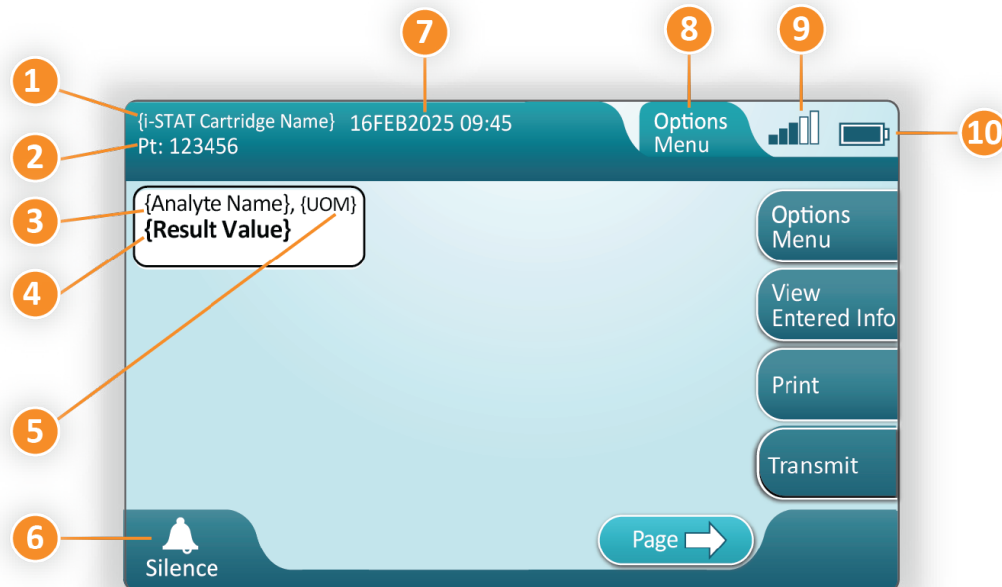 7
8
9
1
{i-STAT Cartridge Name} 16FEB2025 09:45
Options
Menu
10
2
Pt: 123456
3
{Analyte Name}, {UOM}
{Result Value}
4
Options
Menu
View
Entered Info
Print
5
Transmit
6
Silence
Page